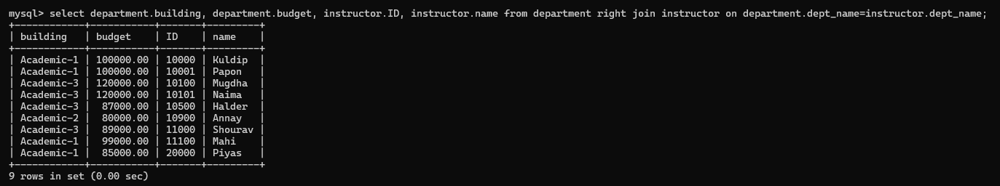 mysql> select department.building, department.budget, instructor.ID, instructor.name from department right join instructor on department.dept_name=instructor.dept_name;
+------------+-----------+-------+---------+
| building   | budget    | ID    | name    |
+------------+-----------+-------+---------+
| Academic-1 | 100000.00 | 10000 | Kuldip  |
| Academic-1 | 100000.00 | 10001 | Papon   |
| Academic-3 | 120000.00 | 10100 | Mugdha  |
| Academic-3 | 120000.00 | 10101 | Naima   |
| Academic-3 |  87000.00 | 10500 | Halder  |
| Academic-2 |  80000.00 | 10900 | Annay   |
| Academic-3 |  89000.00 | 11000 | Shourav |
| Academic-1 |  99000.00 | 11100 | Mahi    |
| Academic-1 |  85000.00 | 20000 | Piyas   |
+------------+-----------+-------+---------+
9 rows in set (0.00 sec)